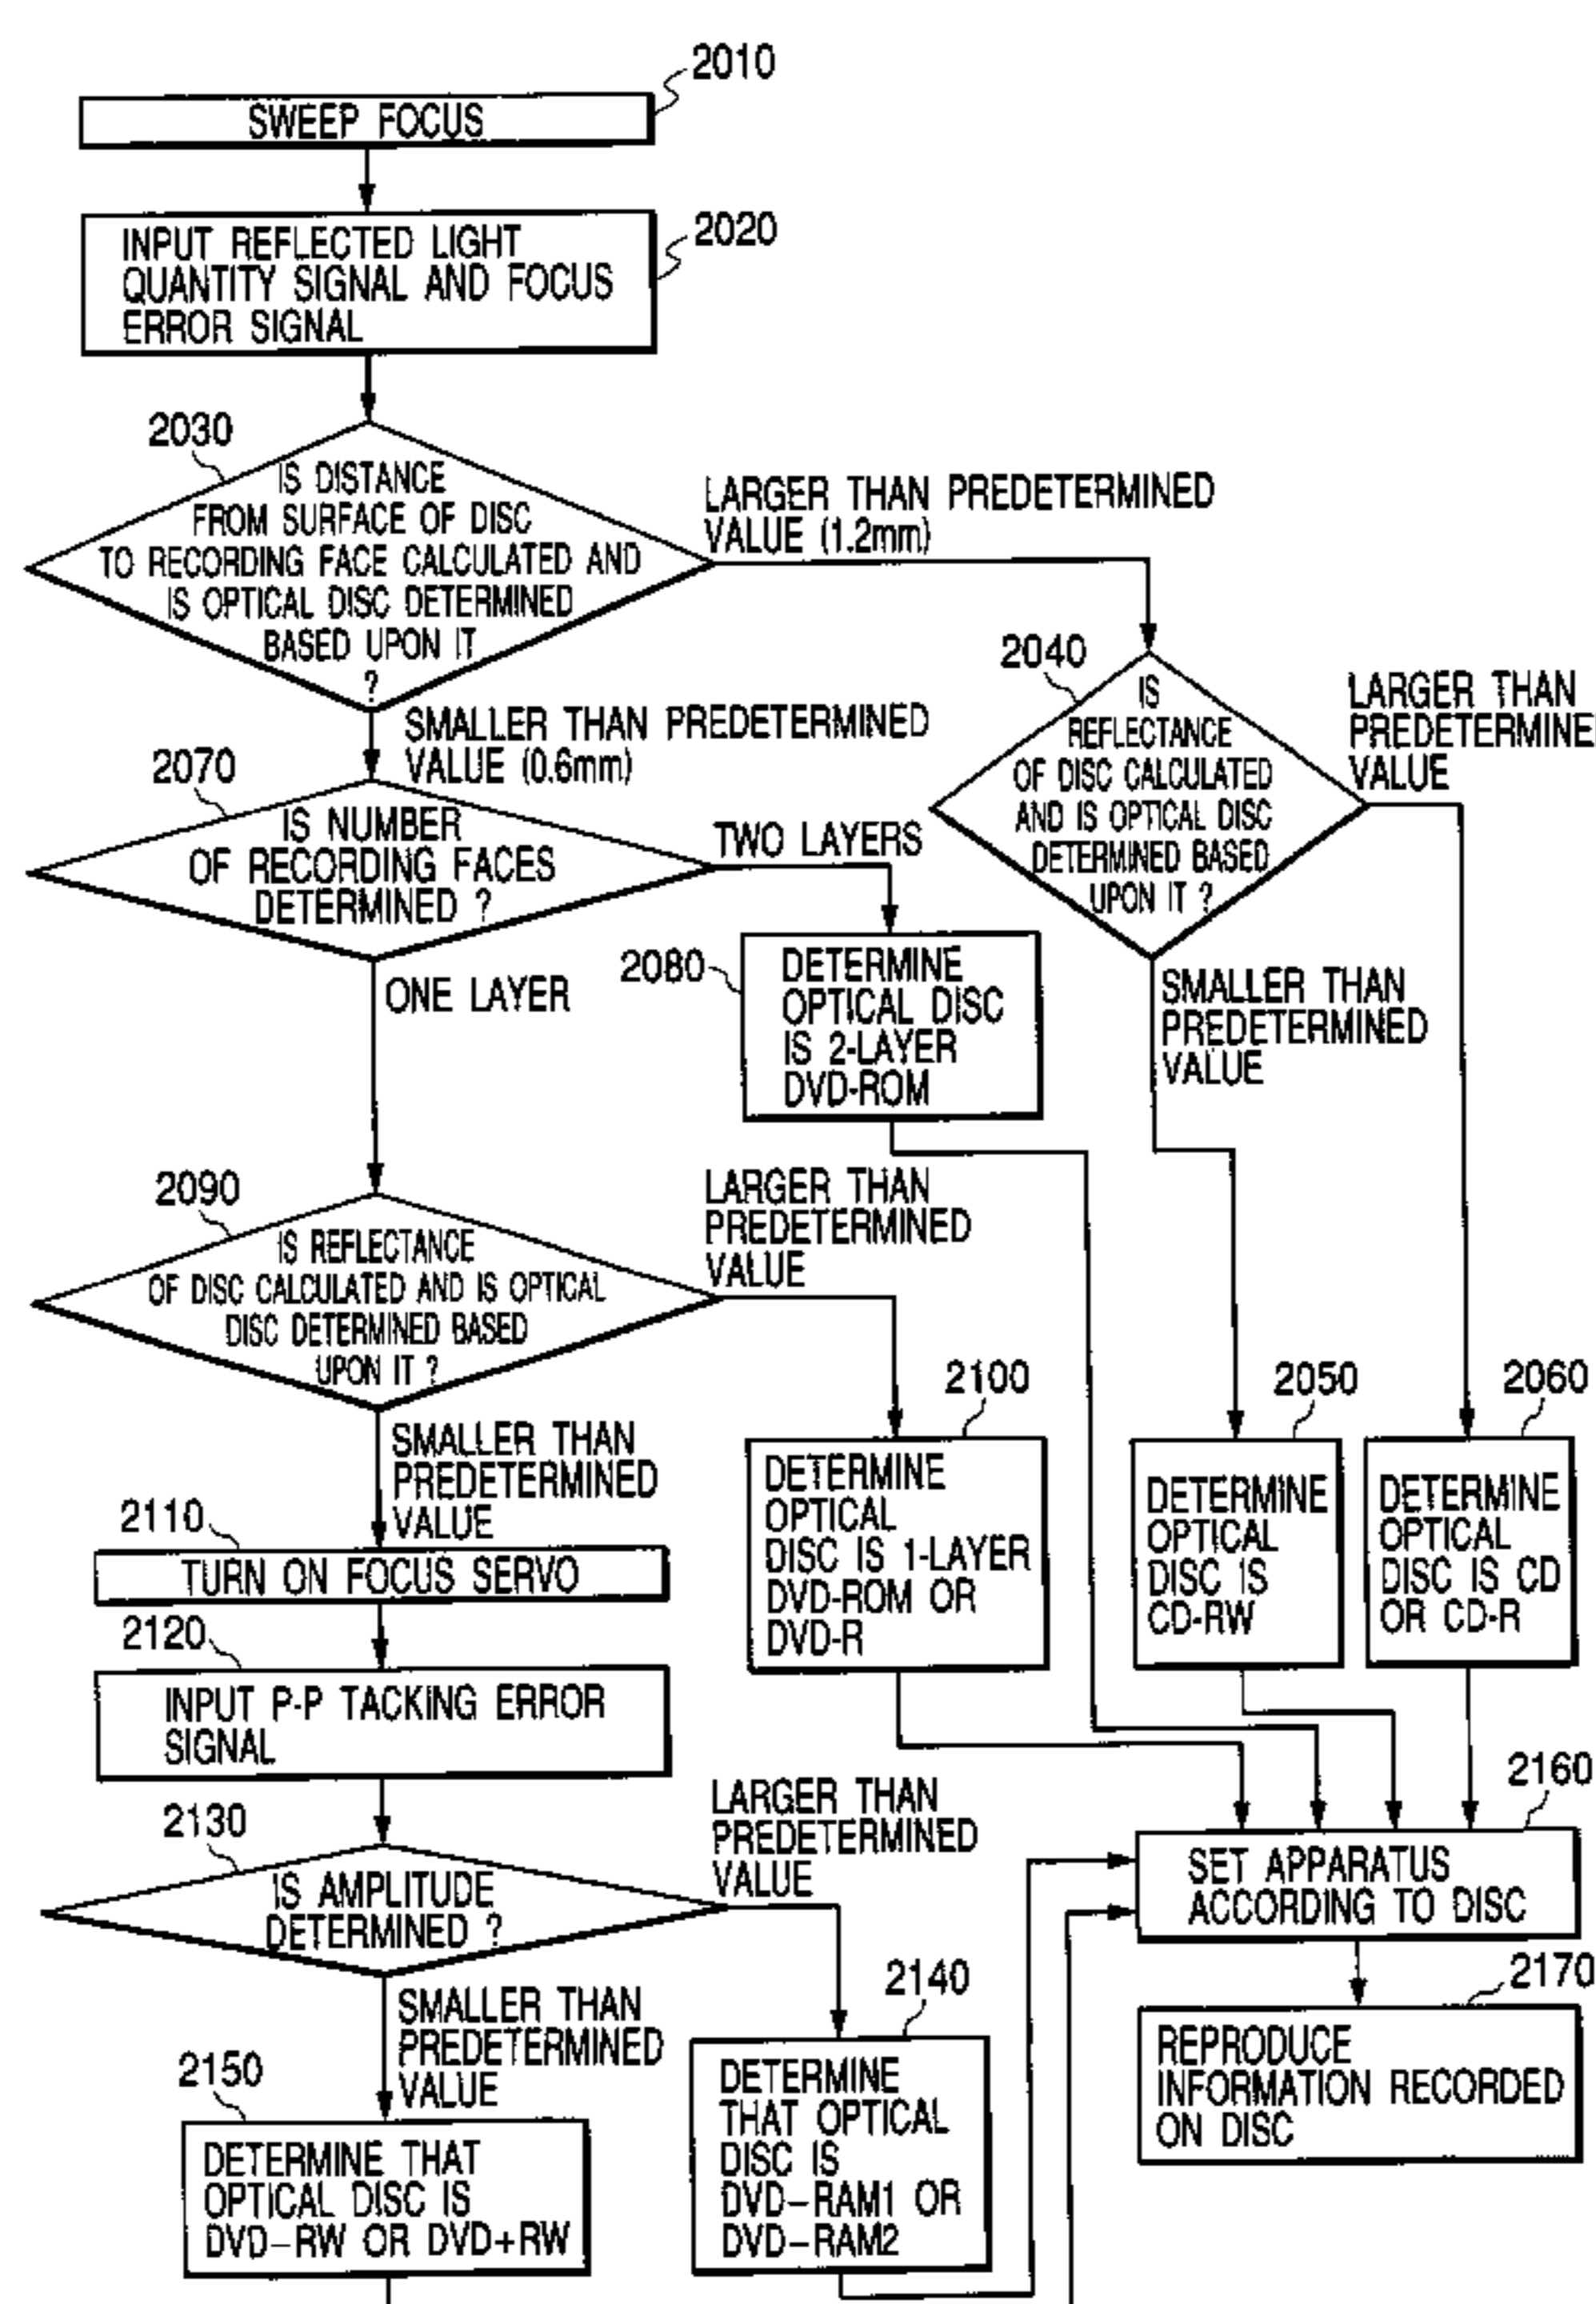 2010
SWEEP FOCUS
2020
INPUT REFLECTED LIGHT
QUANTITY SIGNAL AND FOCUS
ERROR SIGNAL
2030
IS DISTANCE
FROM SURFACE OF DISC
TO RECORDING FACE CALCULATED AND
IS OPTICAL DISC DETERMINED
BASED UPON IT
?
LARGER THAN PREDETERMINED
VALUE (1.2mm)
SMALLER THAN PREDETERMINED
VALUE (0.6mm)
2040
IS
REFLECTANCE
OF DISC CALCULATED
AND IS OPTICAL DISC
DETERMINED BASED
UPON IT ?
LARGER THAN
PREDETERMINE
VALUE
SMALLER THAN
PREDETERMINED
VALUE
2070
IS NUMBER
OF RECORDING FACES
DETERMINED ?
TWO LAYERS
ONE LAYER
2080
DETERMINE
OPTICAL DISC
IS 2-LAYER
DVD-ROM
2090
IS REFLECTANCE
OF DISC CALCULATED AND IS OPTICAL
DISC DETERMINED BASED
UPON IT ?
LARGER THAN
PREDETERMINED
VALUE
SMALLER THAN
PREDETERMINED
VALUE
2100
DETERMINE
OPTICAL
DISC IS 1-LAYER
DVD-ROM OR
DVD-R
2050
DETERMINE
OPTICAL
DISC IS
CD-RW
2060
DETERMINE
OPTICAL
DISC IS CD
OR CD-R
2110
TURN ON FOCUS SERVO
2120
INPUT P-P TACKING ERROR
SIGNAL
2130
IS AMPLITUDE
DETERMINED ?
LARGER THAN
PREDETERMINED
VALUE
SMALLER THAN
PREDETERMINED
VALUE
2140
DETERMINE
THAT OPTICAL
DISC IS
DVD-RAM1 OR
DVD-RAM2
2150
DETERMINE THAT
OPTICAL DISC IS
DVD-RW OR DVD+RW
2160
SET APPARATUS
ACCORDING TO DISC
2170
REPRODUCE
INFORMATION RECORDED
ON DISC